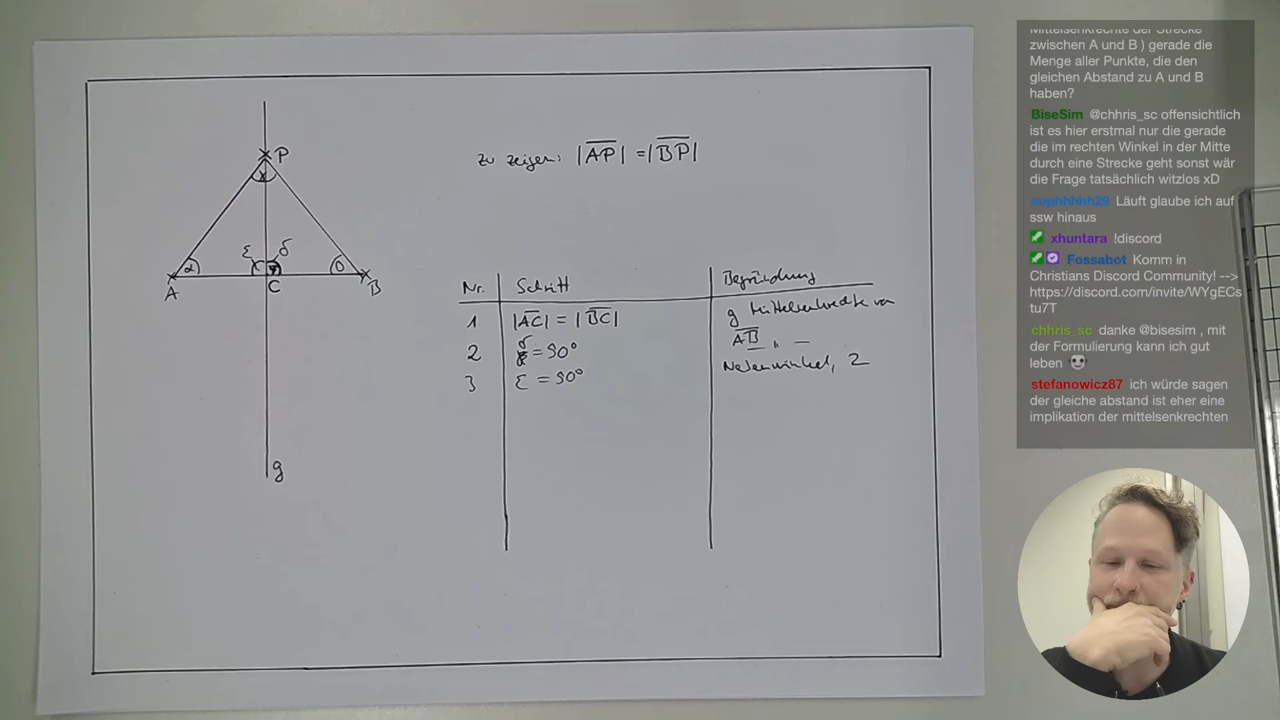 P
γ
ε δ
α
A
C
B
g
zu zeigen: |AP| = |BP|
Nr. Schritt Begründung
1 |AC| = |BC| g Mittelsenkrechte von AB
2 δ = 90° — " —
3 ε = 90° Nebenwinkel, 2
Mittelsenkrechte der Strecke
zwischen A und B ) gerade die
Menge aller Punkte, die den
gleichen Abstand zu A und B
haben?
BiseSim @chhris_sc offensichtlich
ist es hier erstmal nur die gerade
die im rechten Winkel in der Mitte
durch eine Strecke geht sonst wär
die Frage tatsächlich witzlos xD
sophhhhh29 Läuft glaube ich auf
ssw hinaus
xhuntara !discord
Fossabot Komm in
Christians Discord Community! -->
https://discord.com/invite/WYgECs
tu7T
chhris_sc danke @bisesim , mit
der Formulierung kann ich gut
leben
stefanowicz87 ich würde sagen
der gleiche abstand ist eher eine
implikation der mittelsenkrechten